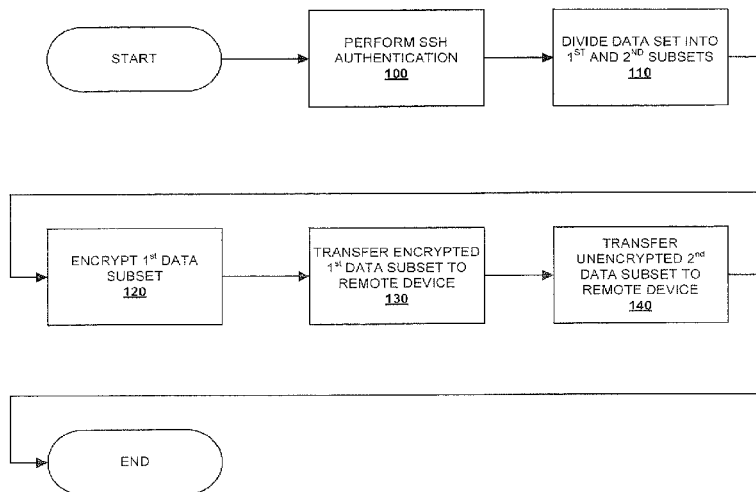 START
PERFORM SSH
AUTHENTICATION
100
DIVIDE DATA SET INTO
1ST AND 2ND SUBSETS
110
ENCRYPT 1st DATA
SUBSET
120
TRANSFER ENCRYPTED
1st DATA SUBSET TO
REMOTE DEVICE
130
TRANSFER
UNENCRYPTED 2nd
DATA SUBSET TO
REMOTE DEVICE
140
END